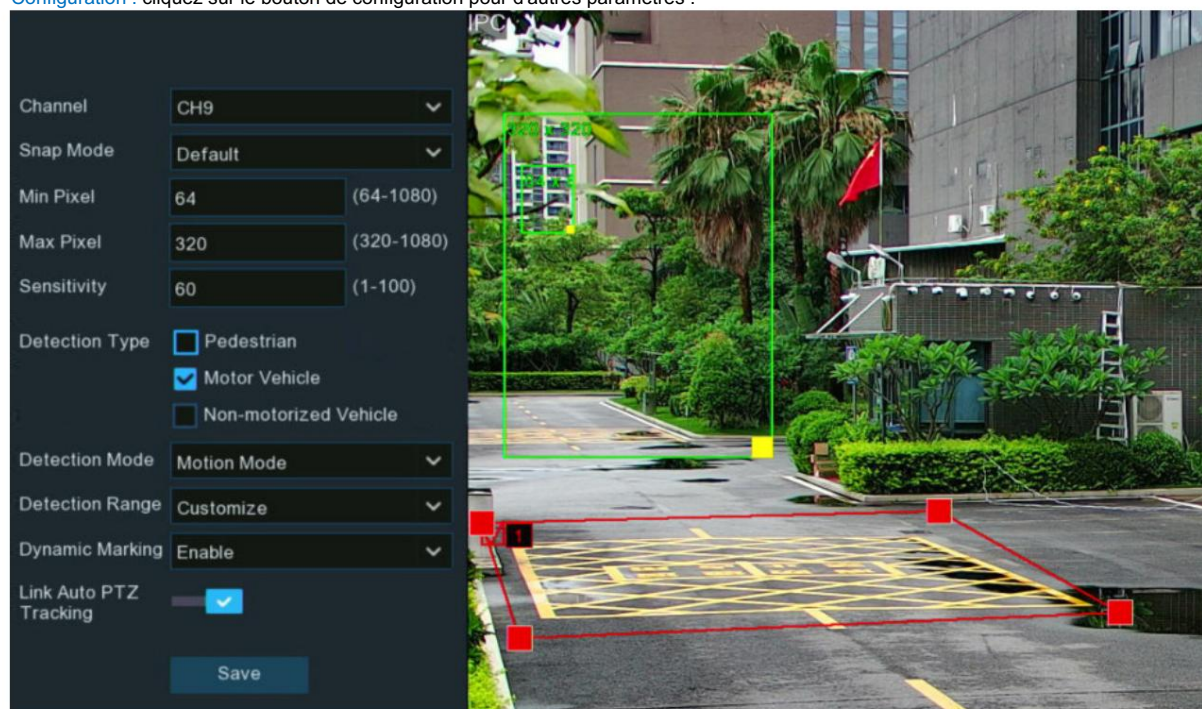 Configuration : cliquez sur le bouton de configuration pour d'autres paramètres :
IPC
Channel CH9
Snap Mode Default
Min Pixel 64 (64-1080)
Max Pixel 320 (320-1080)
Sensitivity 60 (1-100)
Detection Type Pedestrian
Motor Vehicle
Non-motorized Vehicle
Detection Mode Motion Mode
Detection Range Customize
Dynamic Marking Enable
Link Auto PTZ
Tracking
Save
320 x 320
1